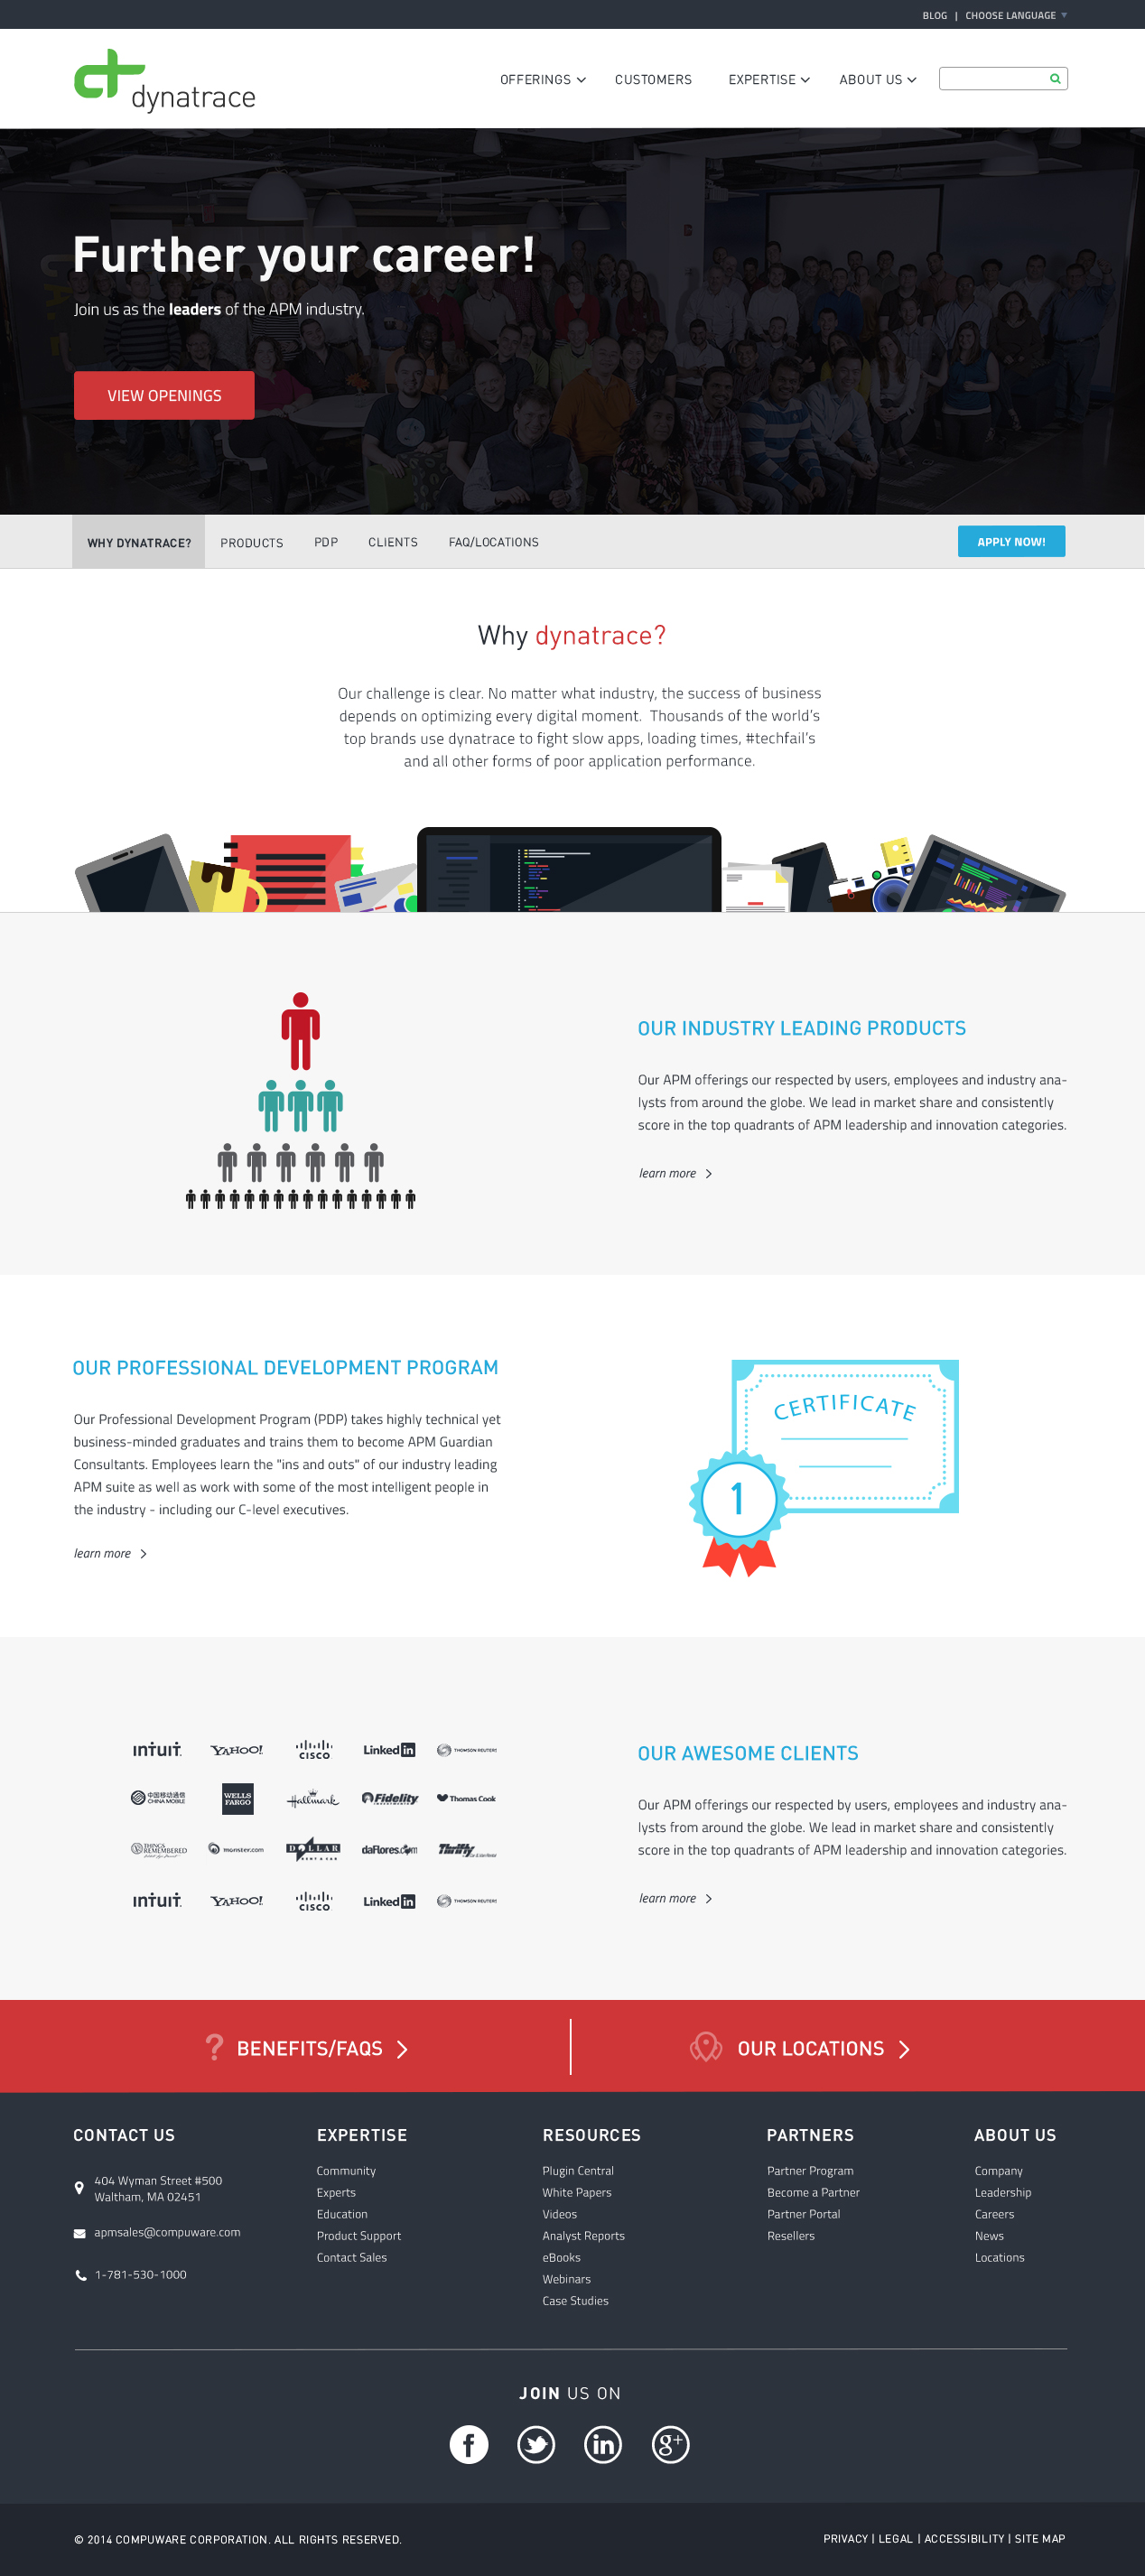 BLOG | CHOOSE LANGUAGE
dynatrace
OFFERINGS CUSTOMERS EXPERTISE ABOUT US
Further your career!
Join us as the leaders of the APM industry.
VIEW OPENINGS
WHY DYNATRACE? PRODUCTS PDP CLIENTS FAQ/LOCATIONS APPLY NOW!
Why dynatrace?
Our challenge is clear. No matter what industry, the success of business
depends on optimizing every digital moment. Thousands of the world's
top brands use dynatrace to fight slow apps, loading times, #techfail's
and all other forms of poor application performance.
OUR INDUSTRY LEADING PRODUCTS
Our APM offerings our respected by users, employees and industry ana-
lysts from around the globe. We lead in market share and consistently
score in the top quadrants of APM leadership and innovation categories.
learn more
OUR PROFESSIONAL DEVELOPMENT PROGRAM
Our Professional Development Program (PDP) takes highly technical yet
business-minded graduates and trains them to become APM Guardian
Consultants. Employees learn the "ins and outs" of our industry leading
APM suite as well as work with some of the most intelligent people in
the industry - including our C-level executives.
learn more
CERTIFICATE
1
intuit. YAHOO! CISCO LinkedIn THOMSON REUTERS
中国移动通信
CHINA MOBILE
WELLS
FARGO
Hallmark
Fidelity
INVESTMENTS
Thomas Cook
THINGS
REMEMBERED
monster.com
DOLLAR
RENT A CAR
daFlores.com
Thrifty
intuit. YAHOO! CISCO LinkedIn THOMSON REUTERS
OUR AWESOME CLIENTS
Our APM offerings our respected by users, employees and industry ana-
lysts from around the globe. We lead in market share and consistently
score in the top quadrants of APM leadership and innovation categories.
learn more
? BENEFITS/FAQS
OUR LOCATIONS
CONTACT US
404 Wyman Street #500
Waltham, MA 02451
apmsales@compuware.com
1-781-530-1000
EXPERTISE
Community
Experts
Education
Product Support
Contact Sales
RESOURCES
Plugin Central
White Papers
Videos
Analyst Reports
eBooks
Webinars
Case Studies
PARTNERS
Partner Program
Become a Partner
Partner Portal
Resellers
ABOUT US
Company
Leadership
Careers
News
Locations
JOIN US ON
f in g+
© 2014 COMPUWARE CORPORATION. ALL RIGHTS RESERVED.
PRIVACY | LEGAL | ACCESSIBILITY | SITE MAP